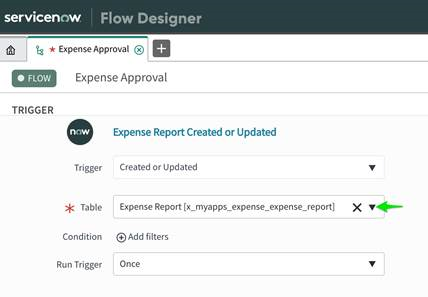 servicenow Flow Designer
* Expense Approval
FLOW Expense Approval
TRIGGER
now Expense Report Created or Updated
Trigger Created or Updated
* Table Expense Report [x_myapps_expense_expense_report]
Condition Add filters
Run Trigger Once